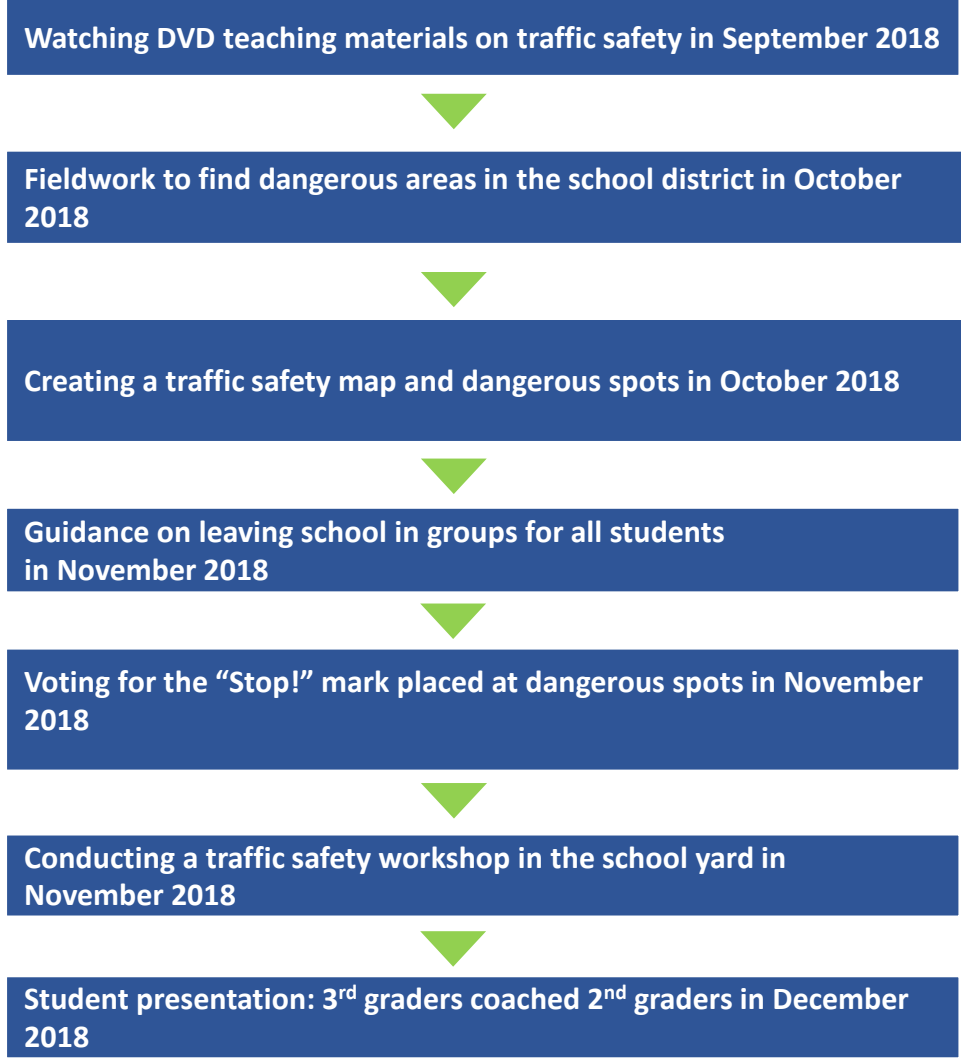 Watching DVD teaching materials on traffic safety in September 2018
Fieldwork to find dangerous areas in the school district in October
2018
Creating a traffic safety map and dangerous spots in October 2018
Guidance on leaving school in groups for all students
in November 2018
Voting for the “Stop!” mark placed at dangerous spots in November
2018
Conducting a traffic safety workshop in the school yard in
November 2018
Student presentation: 3rd graders coached 2nd graders in December
2018